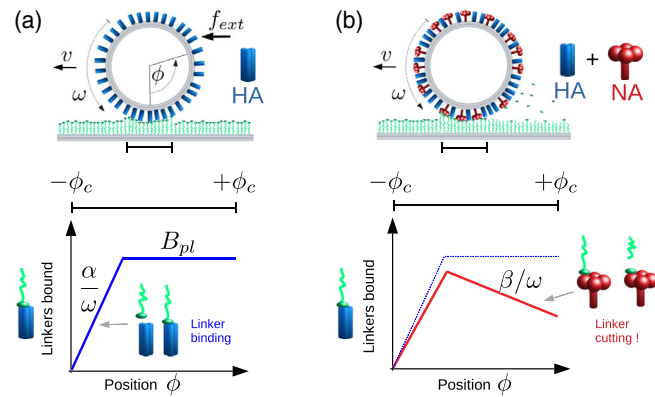 (a)
f_ext
v
ω
ϕ
HA
−ϕ_c
+ϕ_c
Linkers bound
α/ω
B_pl
Linker
binding
Position ϕ
(b)
v
ω
HA
+
NA
−ϕ_c
+ϕ_c
Linkers bound
β/ω
Linker
cutting !
Position ϕ